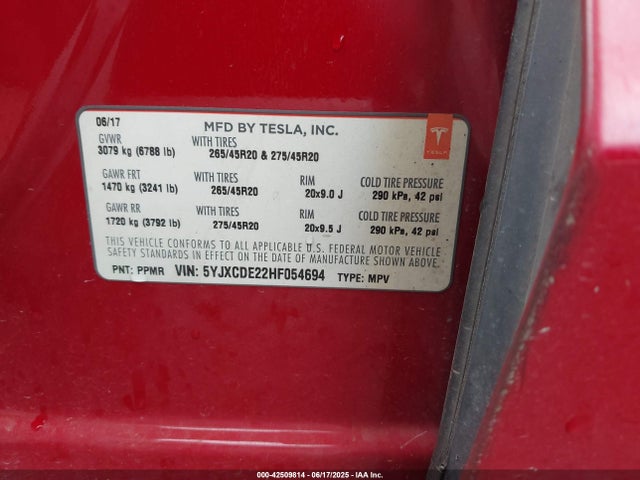 06/17
MFD BY TESLA, INC.
TESLA
GVWR WITH TIRES
3079 kg (6788 lb) 265/45R20 & 275/45R20
GAWR FRT WITH TIRES RIM COLD TIRE PRESSURE
1470 kg (3241 lb) 265/45R20 20x9.0 J 290 kPa, 42 psi
GAWR RR WITH TIRES RIM COLD TIRE PRESSURE
1720 kg (3792 lb) 275/45R20 20x9.5 J 290 kPa, 42 psi
THIS VEHICLE CONFORMS TO ALL APPLICABLE U.S. FEDERAL MOTOR VEHICLE
SAFETY STANDARDS IN EFFECT ON THE DATE OF MANUFACTURE SHOWN ABOVE.
PNT: PPMR VIN: 5YJXCDE22HF054694 TYPE: MPV
000-42509814 - 06/17/2025 - IAA Inc.